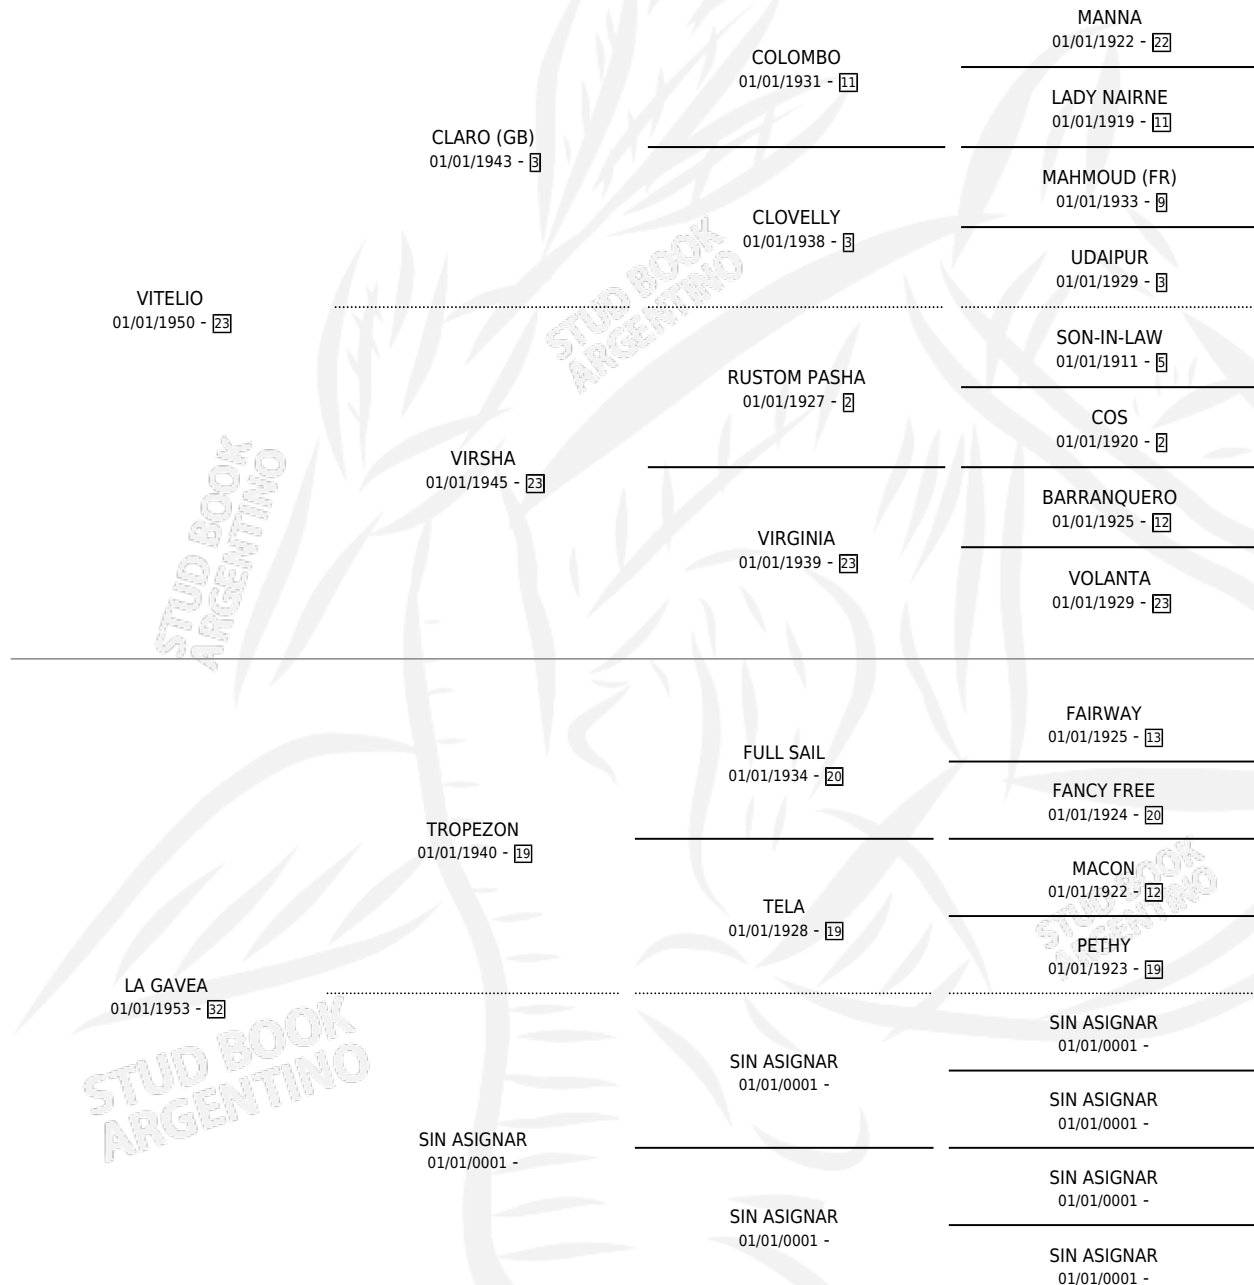 MANNA
01/01/1922 - 22
COLOMBO
01/01/1931 - 11
LADY NAIRNE
01/01/1919 - 11
CLARO (GB)
01/01/1943 - 3
MAHMOUD (FR)
01/01/1933 - 9
CLOVELLY
01/01/1938 - 3
UDAIPUR
01/01/1929 - 3
VITELIO
01/01/1950 - 23
SON-IN-LAW
01/01/1911 - 5
RUSTOM PASHA
01/01/1927 - 2
COS
01/01/1920 - 2
VIRSHA
01/01/1945 - 23
BARRANQUERO
01/01/1925 - 12
VIRGINIA
01/01/1939 - 23
VOLANTA
01/01/1929 - 23
FAIRWAY
01/01/1925 - 13
FULL SAIL
01/01/1934 - 20
FANCY FREE
01/01/1924 - 20
TROPEZON
01/01/1940 - 19
MACON
01/01/1922 - 12
TELA
01/01/1928 - 19
PETHY
01/01/1923 - 19
LA GAVEA
01/01/1953 - 32
SIN ASIGNAR
01/01/0001 -
SIN ASIGNAR
01/01/0001 -
SIN ASIGNAR
01/01/0001 -
SIN ASIGNAR
01/01/0001 -
SIN ASIGNAR
01/01/0001 -
SIN ASIGNAR
01/01/0001 -
SIN ASIGNAR
01/01/0001 -
STUD BOOK
ARGENTINO
STUD BOOK
ARGENTINO
STUD BOOK
ARGENTINO
STUD BOOK
ARGENTINO